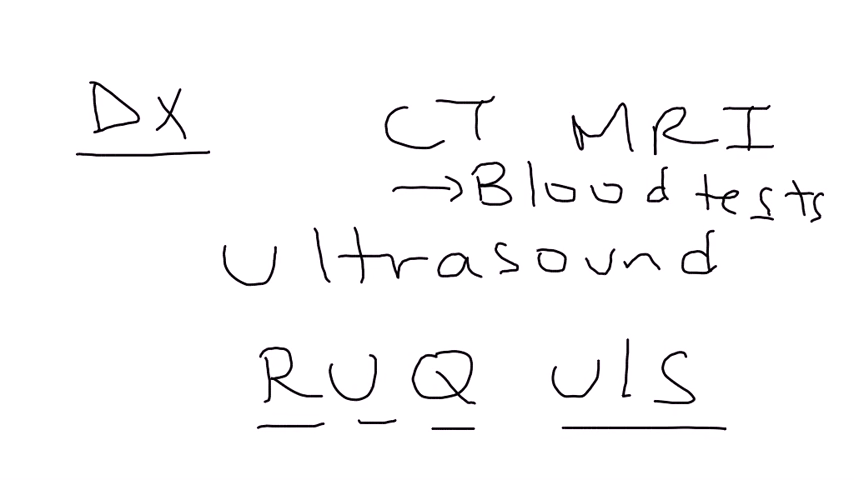 Dx CT MRI
→Blood tests
Ultrasound
RUQ U/S